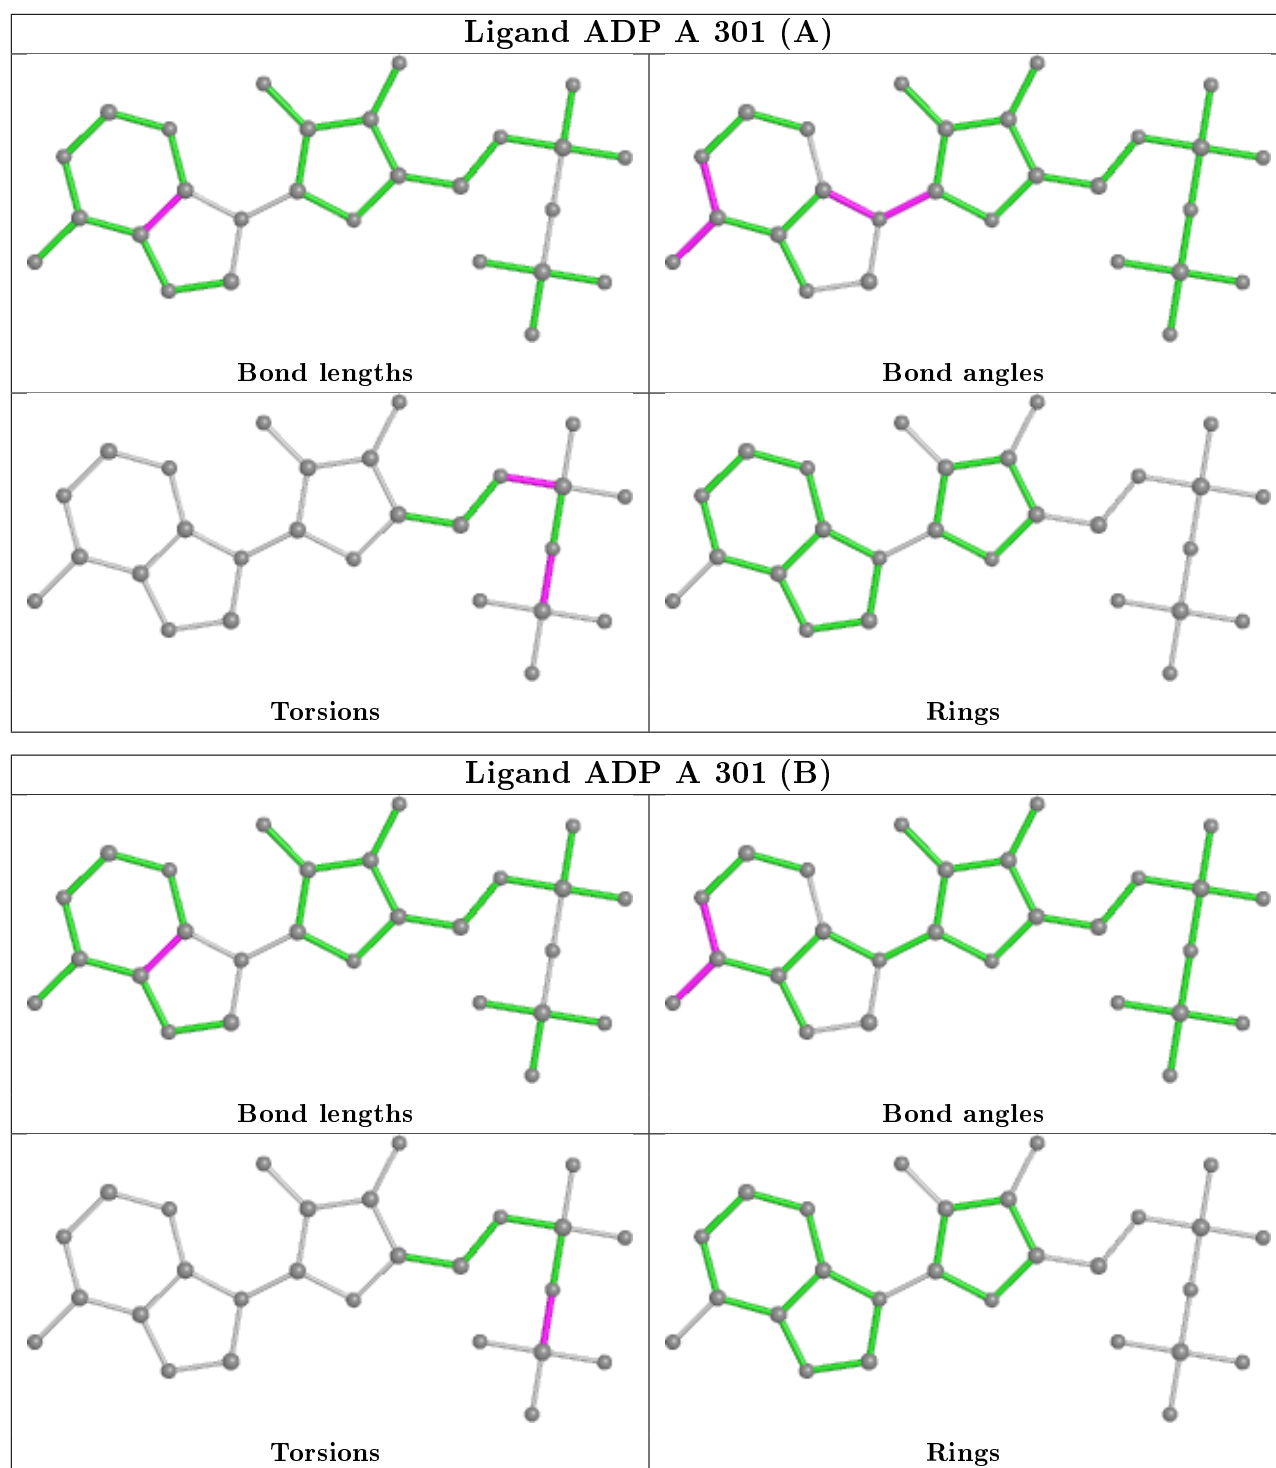 Ligand ADP A 301 (A)
Bond lengths
Bond angles
Torsions
Rings
Ligand ADP A 301 (B)
Bond lengths
Bond angles
Torsions
Rings